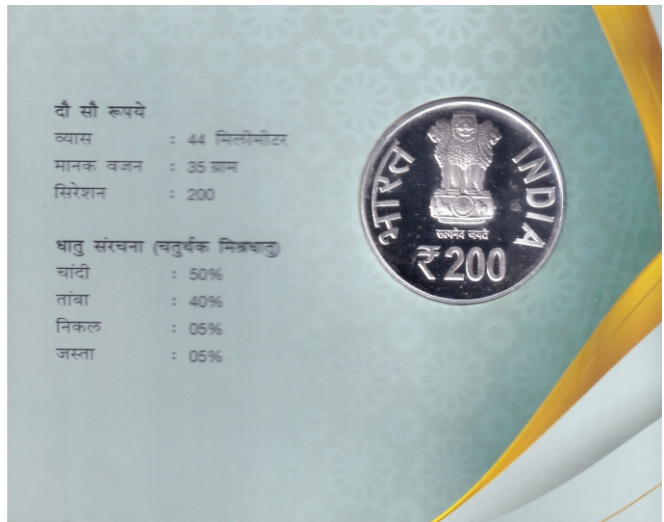 दौ सौ रूपये
व्यास : 44 मिलीमीटर
मानक वजन : 35 ग्राम
सिरेशन : 200
धातु संरचना (चतुर्थक मिश्रधातु)
चांदी : 50%
तांबा : 40%
निकल : 05%
जस्ता : 05%
भारत
INDIA
सत्यमेव जयते
₹ 200